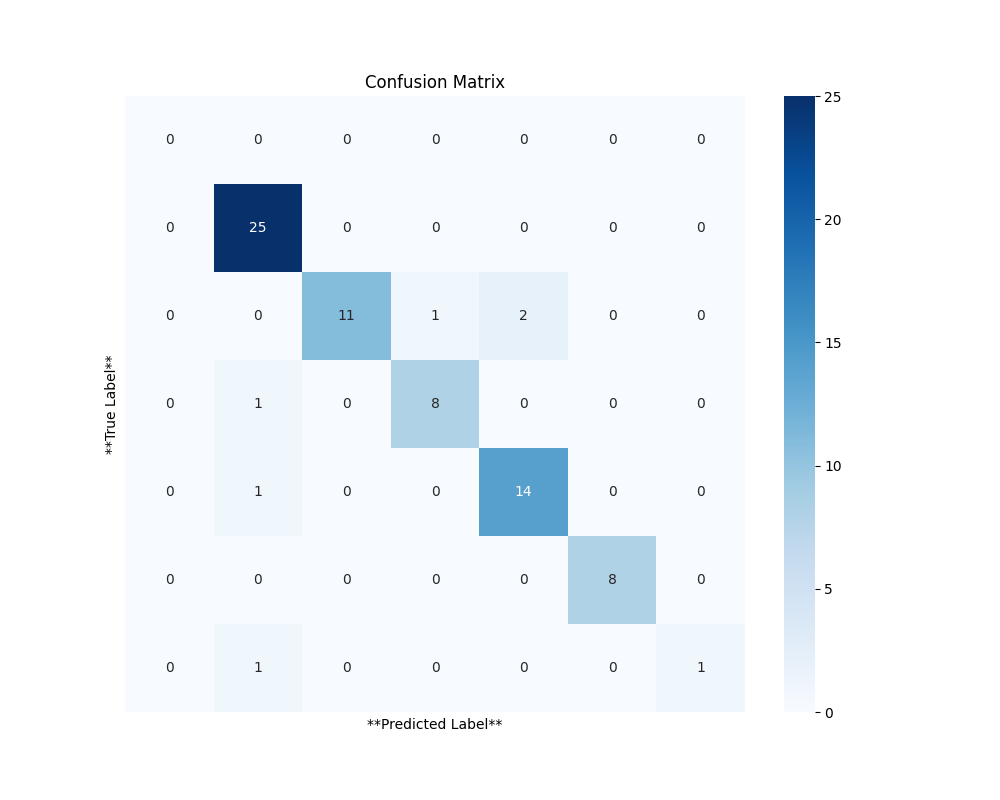 Confusion Matrix
0 0 0 0 0 0 0
0 25 0 0 0 0 0
0 0 11 1 2 0 0
0 1 0 8 0 0 0
0 1 0 0 14 0 0
0 0 0 0 0 8 0
0 1 0 0 0 0 1
**True Label**
**Predicted Label**
25
20
15
10
5
0